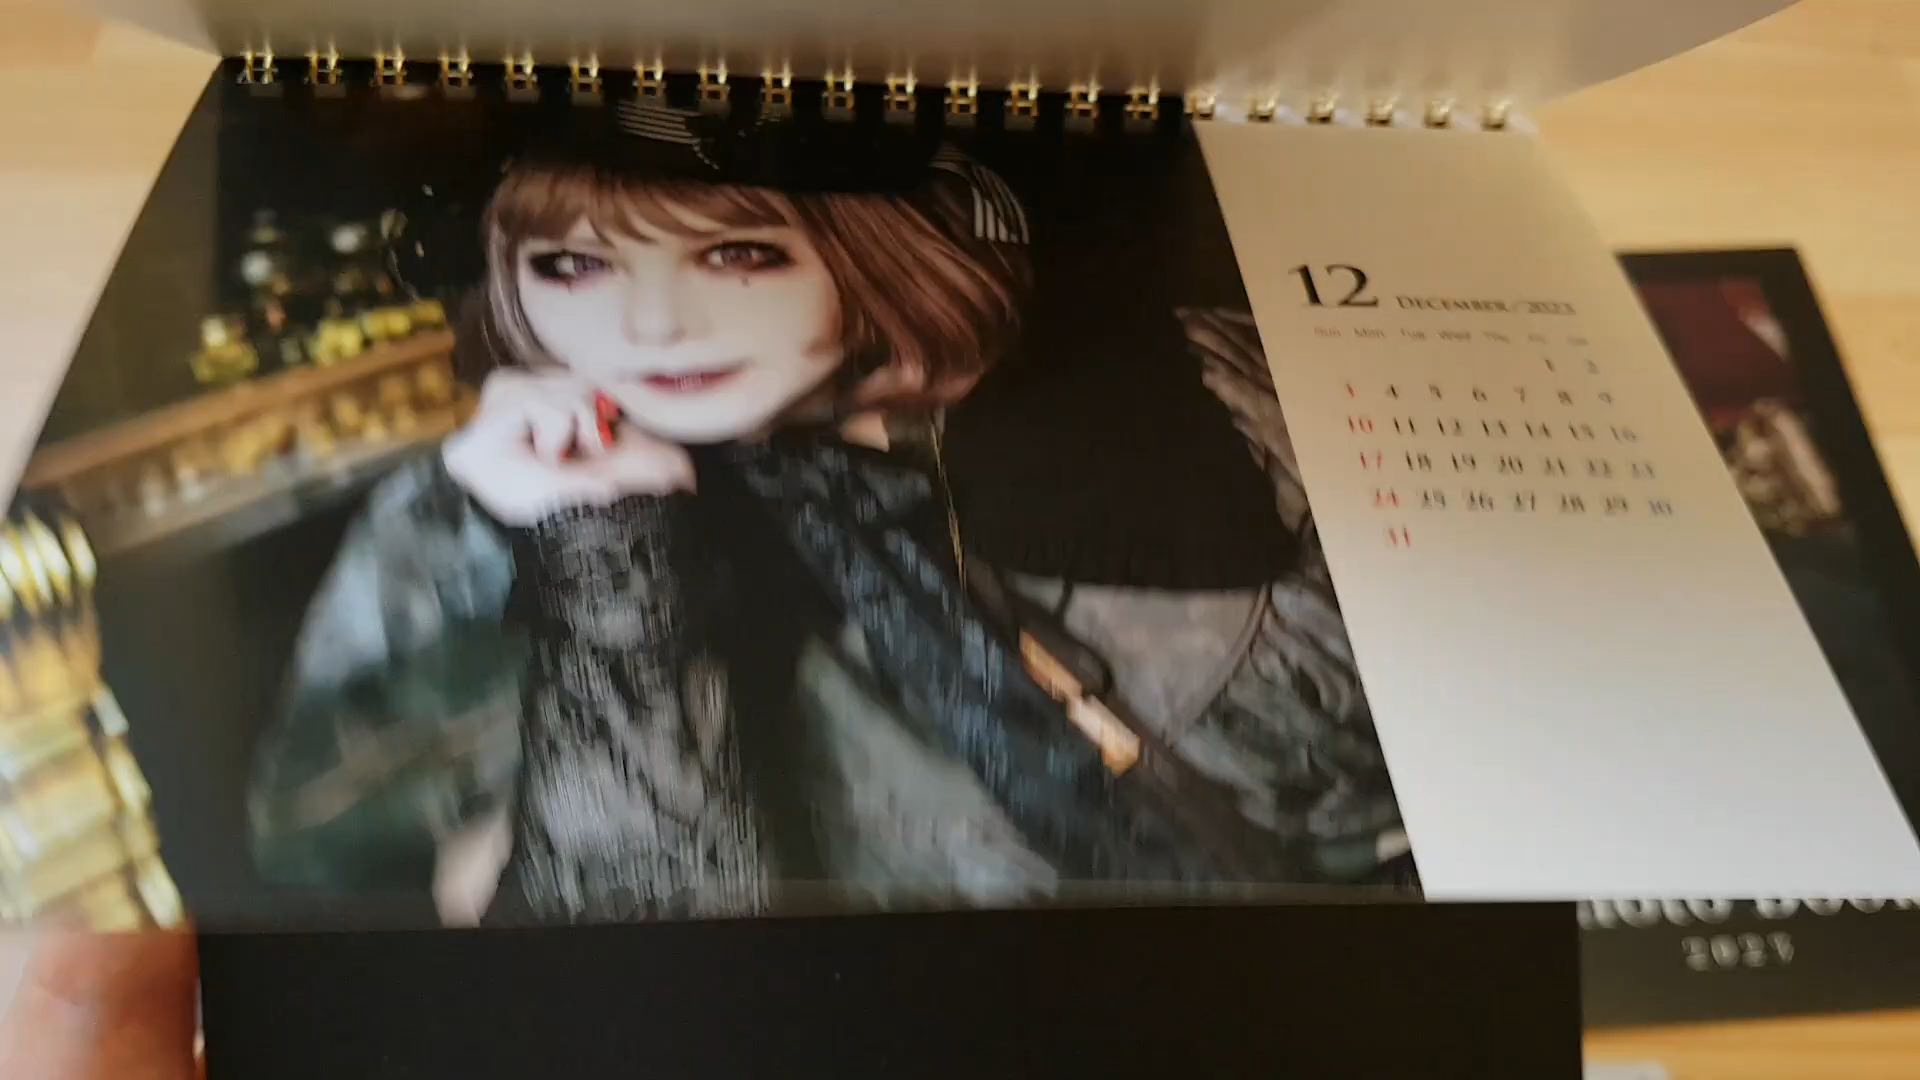 12 DECEMBER/2023
Sun Mon Tue Wed Thu Fri Sat
1 2
3 4 5 6 7 8 9
10 11 12 13 14 15 16
17 18 19 20 21 22 23
24 25 26 27 28 29 30
31
2023